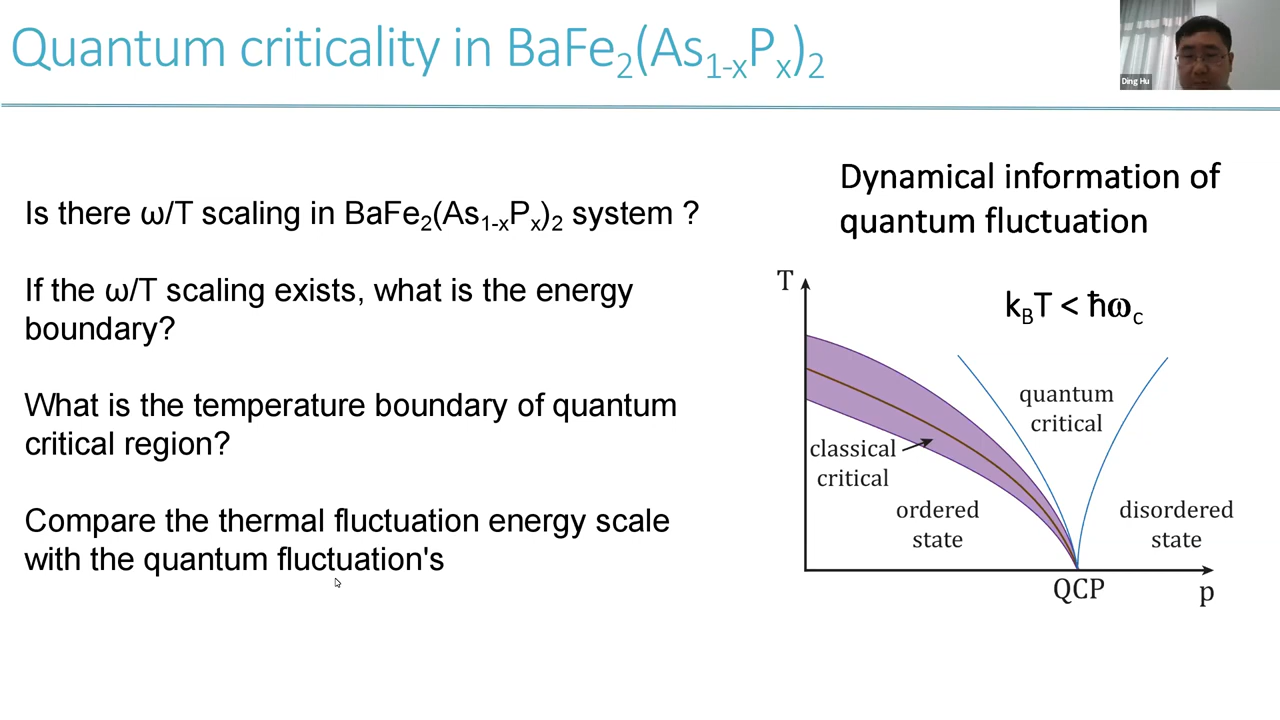 Quantum criticality in BaFe₂(As₁₋ₓPₓ)₂
Ding Hu
Is there ω/T scaling in BaFe₂(As₁₋ₓPₓ)₂ system ?
If the ω/T scaling exists, what is the energy
boundary?
What is the temperature boundary of quantum
critical region?
Compare the thermal fluctuation energy scale
with the quantum fluctuation's
Dynamical information of
quantum fluctuation
T
k_BT < ħω_c
quantum
critical
classical
critical
ordered
state
disordered
state
QCP
p